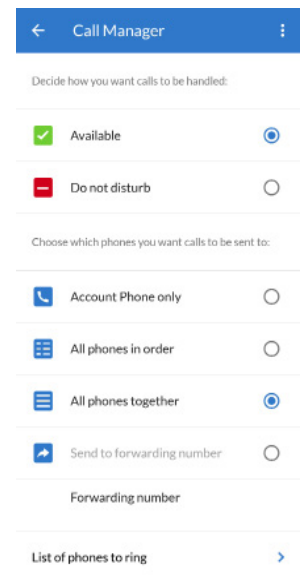 Call Manager
Decide how you want calls to be handled:
Available
Do not disturb
Choose which phones you want calls to be sent to:
Account Phone only
All phones in order
All phones together
Send to forwarding number
Forwarding number
List of phones to ring